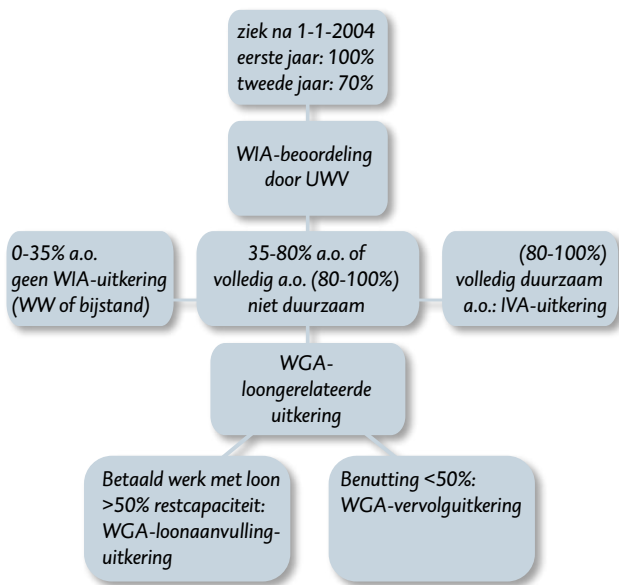 ziek na 1-1-2004
eerste jaar: 100%
tweede jaar: 70%
WIA-beoordeling
door UWV
0-35% a.o.
geen WIA-uitkering
(WW of bijstand)
35-80% a.o. of
volledig a.o. (80-100%)
niet duurzaam
(80-100%)
volledig duurzaam
a.o.: IVA-uitkering
WGA-
loongerelateerde
uitkering
Betaald werk met loon
>50% restcapaciteit:
WGA-loonaanvulling-
uitkering
Benutting <50%:
WGA-vervolguitkering